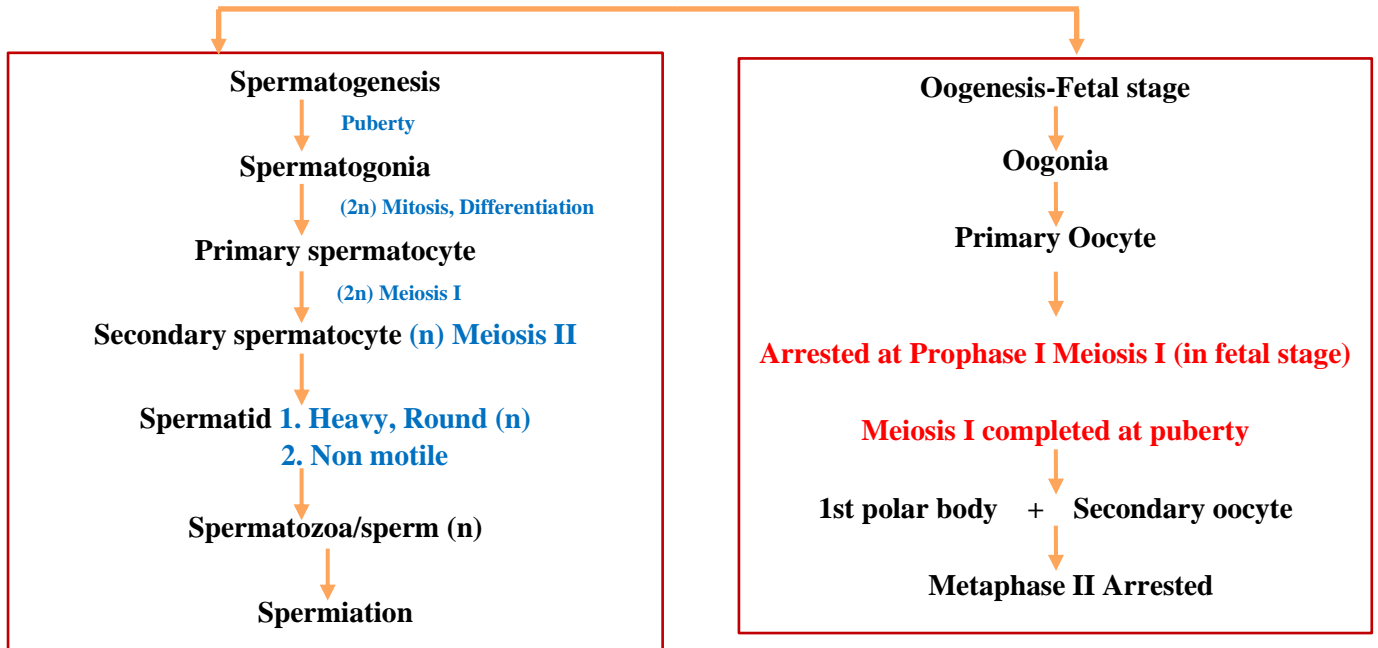 Spermatogenesis
Puberty
Spermatogonia
(2n) Mitosis, Differentiation
Primary spermatocyte
(2n) Meiosis I
Secondary spermatocyte (n) Meiosis II
Spermatid 1. Heavy, Round (n)
2. Non motile
Spermatozoa/sperm (n)
Spermiation
Oogenesis-Fetal stage
Oogonia
Primary Oocyte
Arrested at Prophase I Meiosis I (in fetal stage)
Meiosis I completed at puberty
1st polar body + Secondary oocyte
Metaphase II Arrested